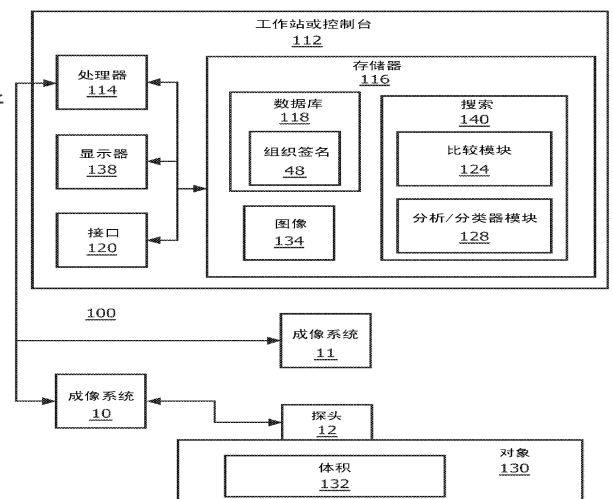 工作站或控制台
112
处理器
114
存储器
116
数据库
118
搜索
140
组织签名
48
比较模块
124
显示器
138
接口
120
图像
134
分析/分类器模块
128
100
成像系统
11
成像系统
10
探头
12
对象
130
体积
132